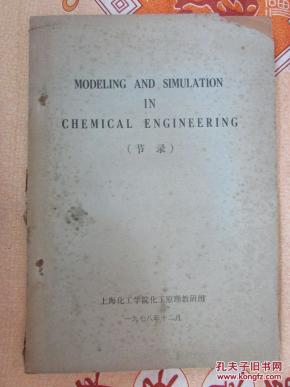 MODELING AND SIMULATION
IN
CHEMICAL ENGINEERING
（节 录）
上海化工学院化工原理教研组
一九七八年十二月
孔夫子旧书网